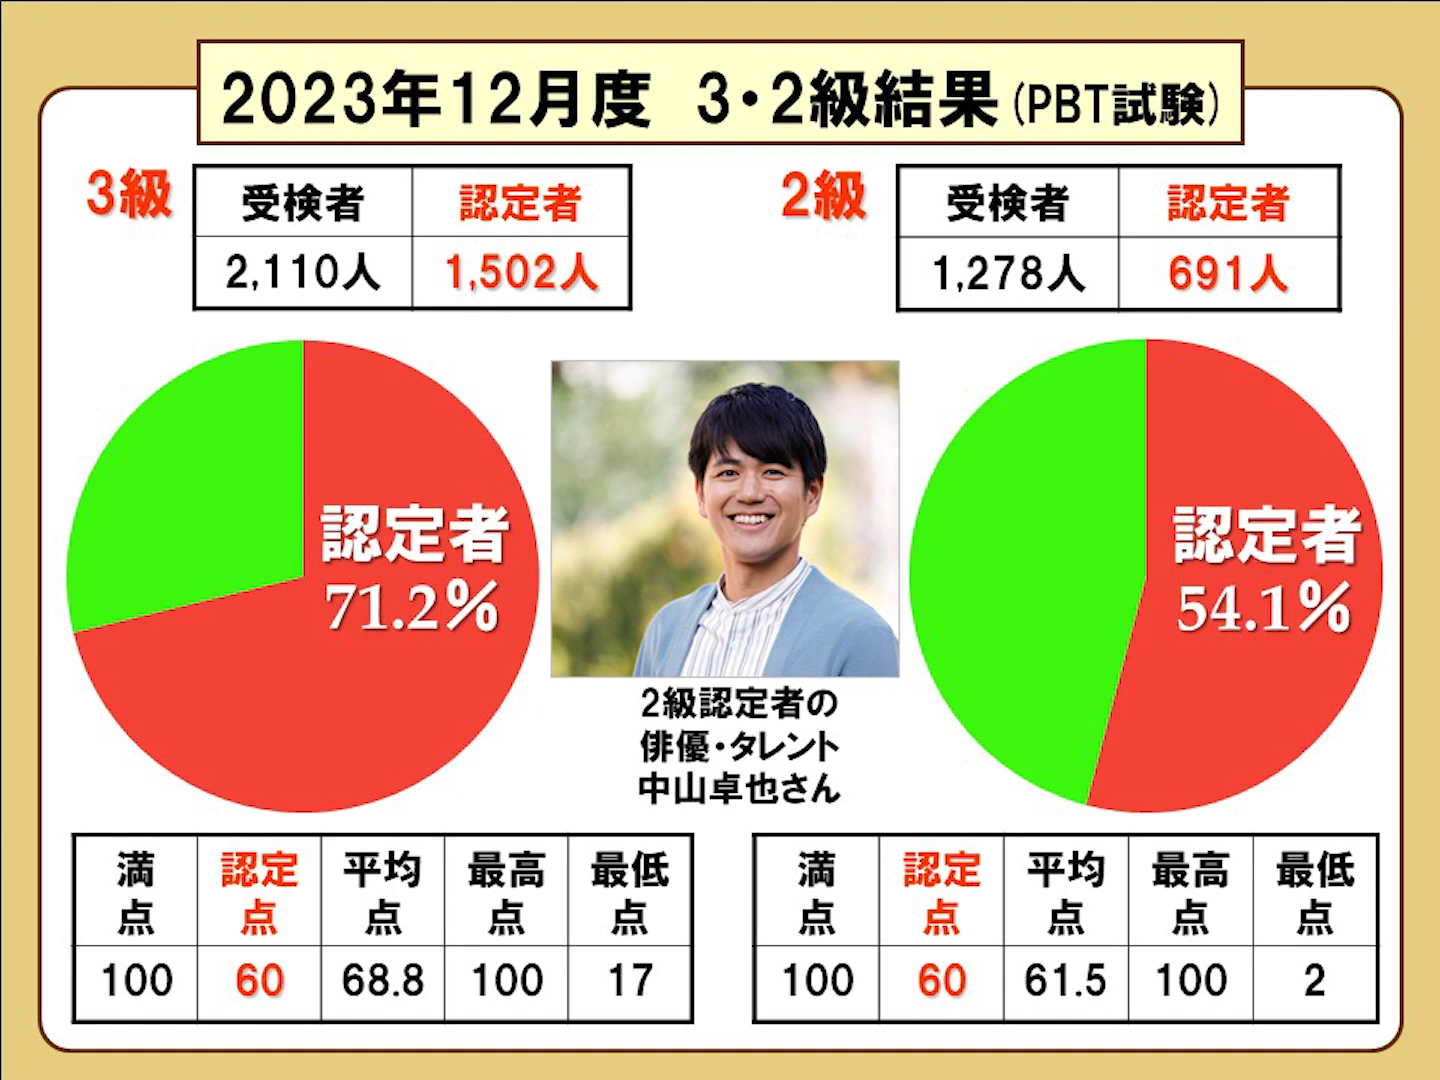 2023年12月度　3・2級結果(PBT試験)
3級
受検者 認定者
2,110人 1,502人
2級
受検者 認定者
1,278人 691人
認定者
71.2%
認定者
54.1%
2級認定者の
俳優・タレント
中山卓也さん
満 認定 平均 最高 最低
点 点 点 点 点
100 60 68.8 100 17
満 認定 平均 最高 最低
点 点 点 点 点
100 60 61.5 100 2